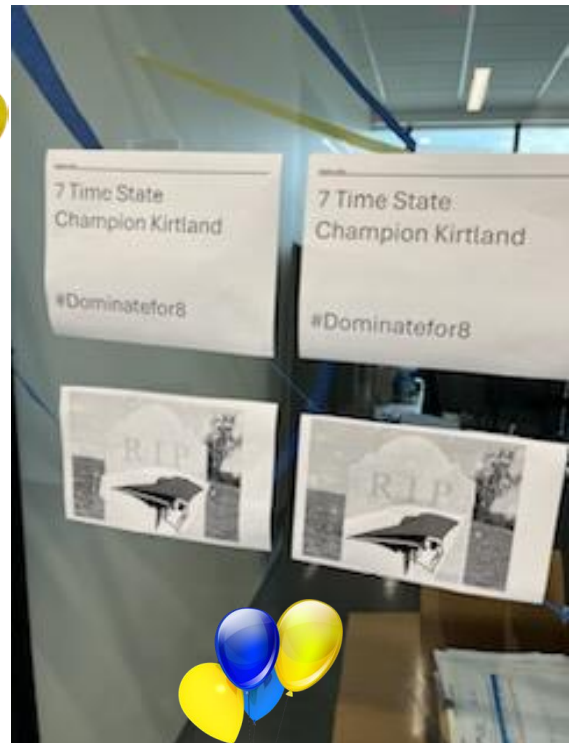 7 Time State
Champion Kirtland
#Dominatefor8
7 Time State
Champion Kirtland
#Dominatefor8
RIP
RIP